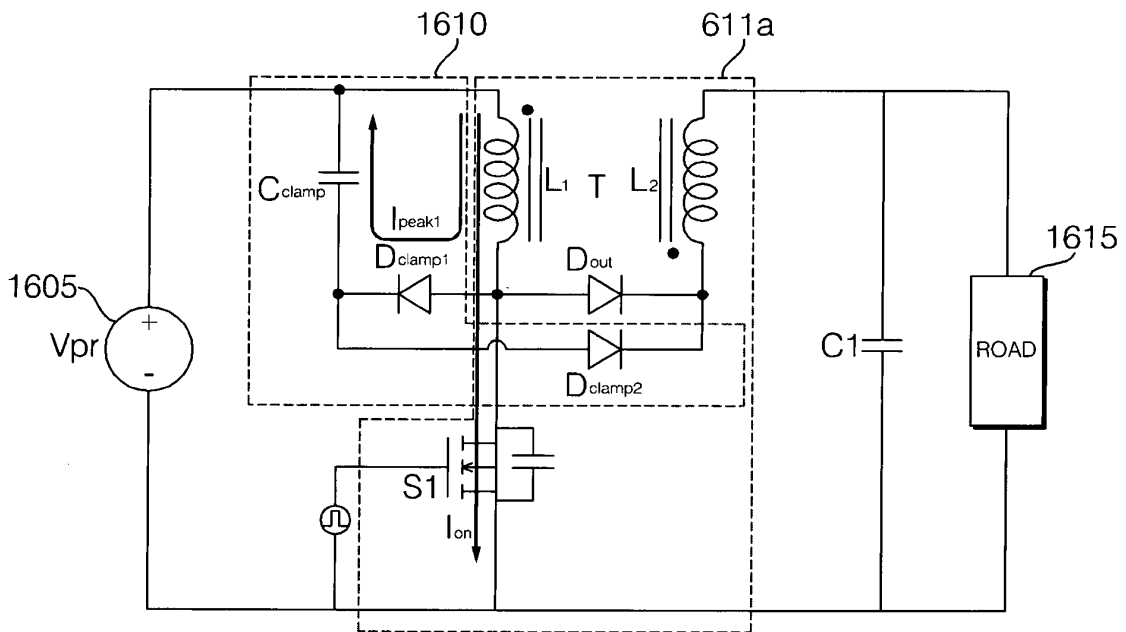 1610
611a
Cclamp
Ipeak1
L1
T
L2
Dclamp1
Dout
1605
Vpr
+
-
Dclamp2
C1
1615
ROAD
S1
Ion